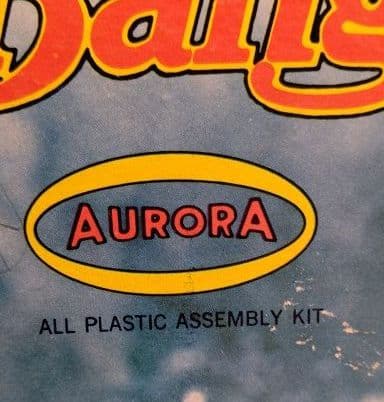 AURORA
ALL PLASTIC ASSEMBLY KIT